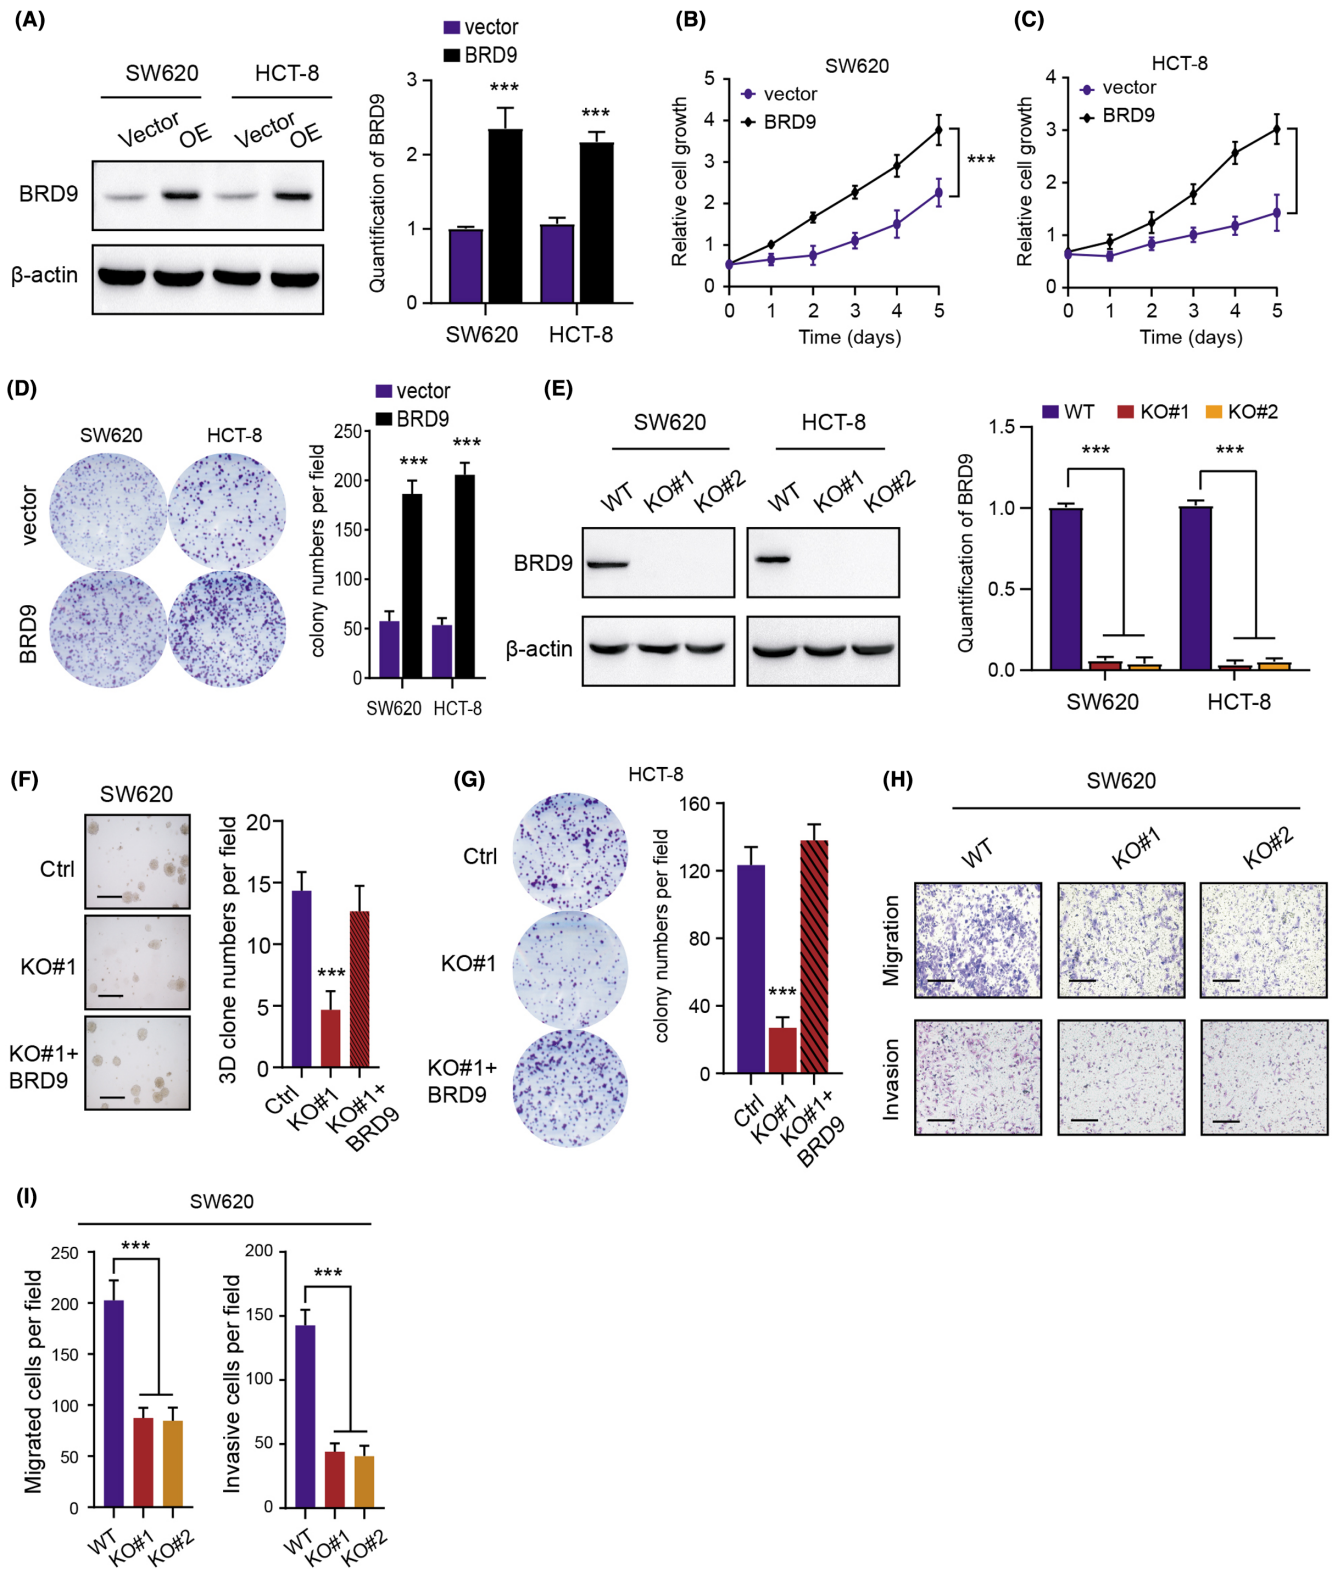 (A)
SW620
HCT-8
Vector
OE
Vector
OE
BRD9
β-actin
vector
BRD9
Quantification of BRD9
3
2
1
0
***
***
SW620
HCT-8
(B)
SW620
vector
BRD9
Relative cell growth
5
4
3
2
1
0
***
0 1 2 3 4 5
Time (days)
(C)
HCT-8
vector
BRD9
Relative cell growth
4
3
2
1
0
0 1 2 3 4 5
Time (days)
(D)
SW620
HCT-8
vector
BRD9
vector
BRD9
colony numbers per field
250
200
150
100
50
0
***
***
SW620
HCT-8
(E)
SW620
HCT-8
WT
KO#1
KO#2
WT
KO#1
KO#2
BRD9
β-actin
WT
KO#1
KO#2
Quantification of BRD9
1.5
1.0
0.5
0.0
***
***
SW620
HCT-8
(F)
SW620
Ctrl
KO#1
KO#1+
BRD9
3D clone numbers per field
20
15
10
5
0
***
Ctrl
KO#1
KO#1+
BRD9
(G)
HCT-8
Ctrl
KO#1
KO#1+
BRD9
colony numbers per field
160
120
80
40
0
***
Ctrl
KO#1
KO#1+
BRD9
(H)
SW620
WT
KO#1
KO#2
Migration
Invasion
(I)
SW620
Migrated cells per field
250
200
150
100
50
0
***
WT
KO#1
KO#2
Invasive cells per field
200
150
100
50
0
***
WT
KO#1
KO#2